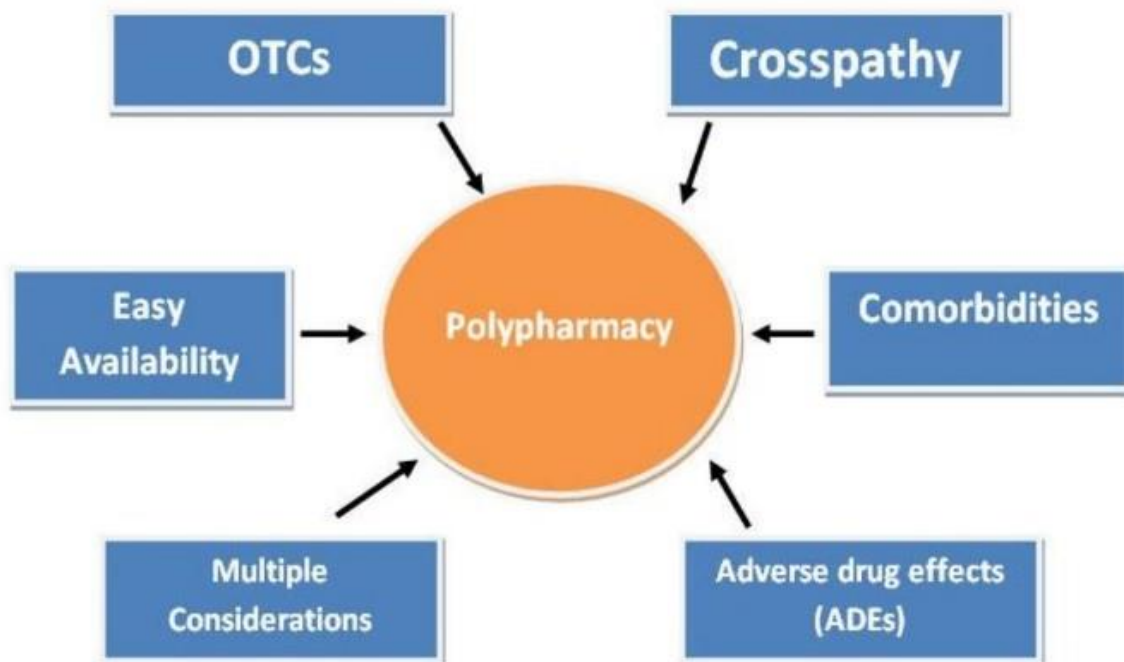 OTCs
Crosspathy
Easy
Availability
Polypharmacy
Comorbidities
Multiple
Considerations
Adverse drug effects
(ADEs)